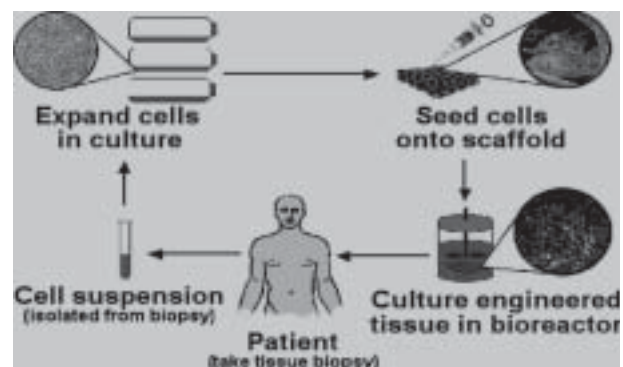 Expand cells
in culture
Seed cells
onto scaffold
Cell suspension
(isolated from biopsy)
Patient
(take tissue biopsy)
Culture engineered
tissue in bioreactor